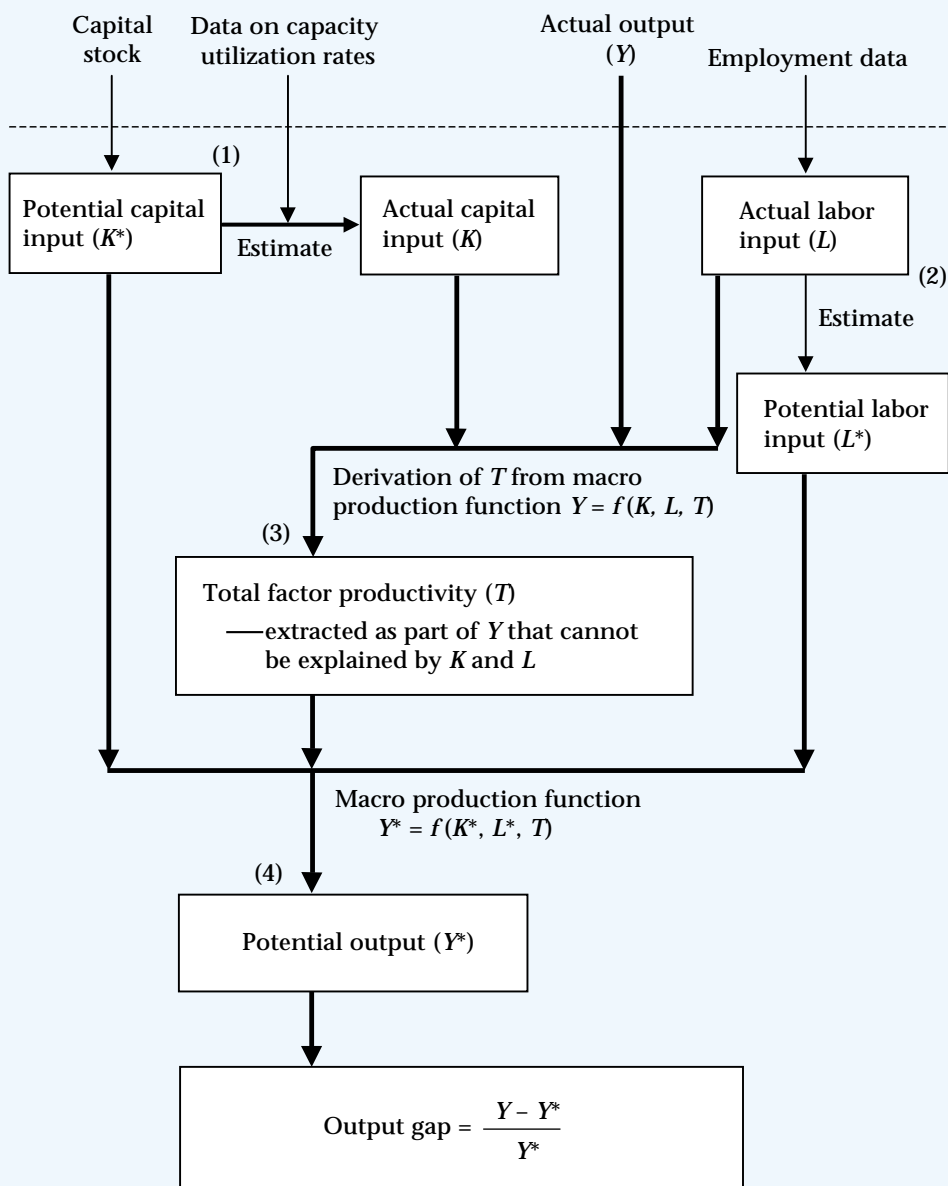 Capital
stock
Data on capacity
utilization rates
Actual output
(Y)
Employment data
(1)
Potential capital
input (K*)
Estimate
Actual capital
input (K)
Actual labor
input (L)
(2)
Estimate
Potential labor
input (L*)
Derivation of T from macro
production function Y = f(K, L, T)
(3)
Total factor productivity (T)
—extracted as part of Y that cannot
be explained by K and L
Macro production function
Y* = f(K*, L*, T)
(4)
Potential output (Y*)
Output gap = Y – Y*
Y*